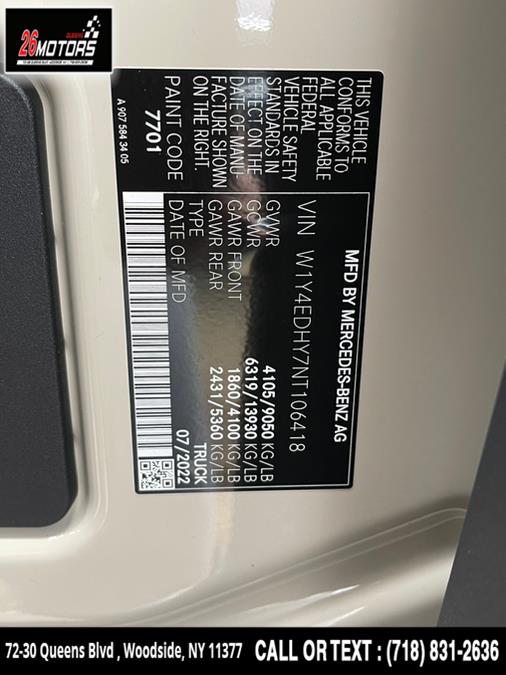 QUEENS
26MOTORS
MFD BY MERCEDES-BENZ AG
VIN W1Y4EDHY7NT106418
GVWR 4105/9050 KG/LB
GCWR 6319/13930 KG/LB
GAWR FRONT 1860/4100 KG/LB
GAWR REAR 2431/5360 KG/LB
TYPE TRUCK
DATE OF MFD 07/2022
THIS VEHICLE
CONFORMS TO
ALL APPLICABLE
FEDERAL
VEHICLE SAFETY
STANDARDS IN
EFFECT ON THE
DATE OF MANU-
FACTURE SHOWN
ON THE RIGHT.
PAINT CODE
7701
A 907 584 34 05
72-30 Queens Blvd , Woodside, NY 11377
CALL OR TEXT : (718) 831-2636